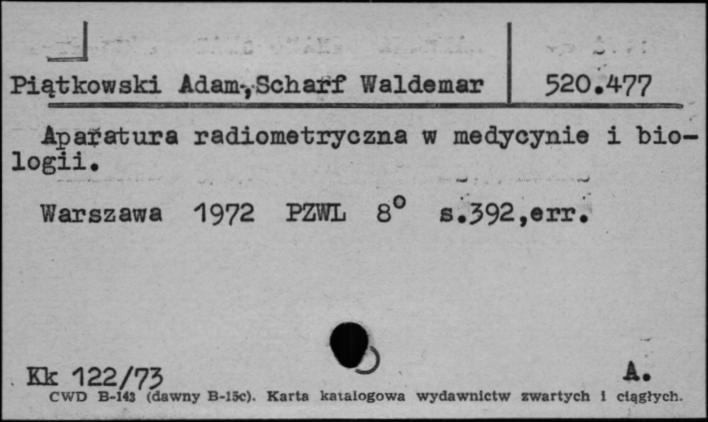 Piątkowski Adam, Scharf Waldemar 520.477
Aparatura radiometryczna w medycynie i bio-
logii.
Warszawa 1972 PZWL 8° s.392,err.
Kk 122/73 A.
CWD B-143 (dawny B-15c). Karta katalogowa wydawnictw zwartych i ciągłych.